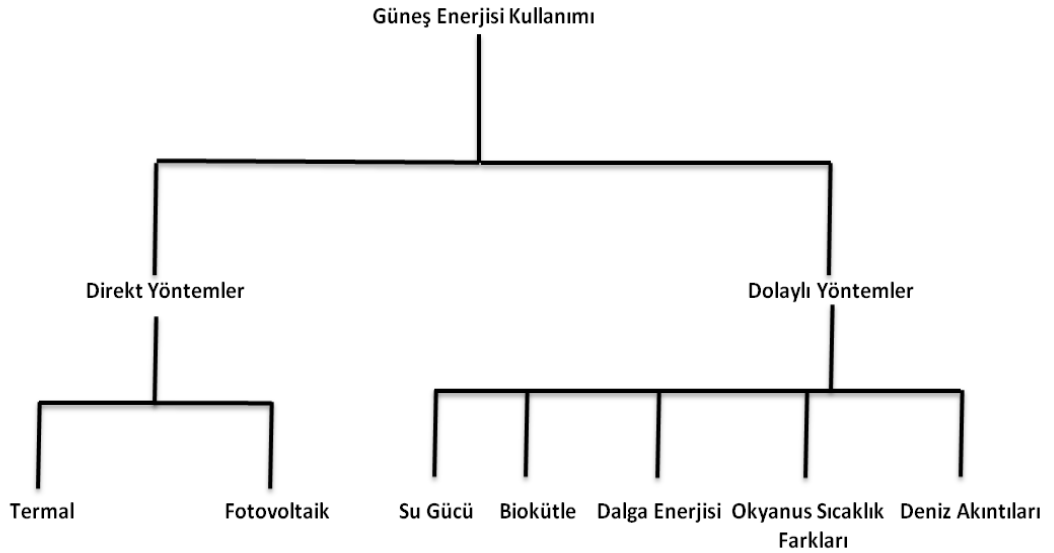 Güneş Enerjisi Kullanımı
Direkt Yöntemler
Dolaylı Yöntemler
Termal
Fotovoltaik
Su Gücü
Biokütle
Dalga Enerjisi
Okyanus Sıcaklık
Farkları
Deniz Akıntıları